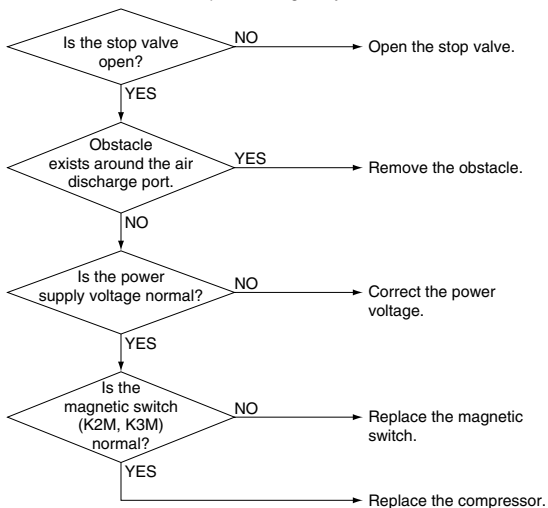 Is the stop valve
open?
NO
Open the stop valve.
YES
Obstacle
exists around the air
discharge port.
YES
Remove the obstacle.
NO
Is the power
supply voltage normal?
NO
Correct the power
voltage.
YES
Is the
magnetic switch
(K2M, K3M)
normal?
NO
Replace the magnetic
switch.
YES
Replace the compressor.